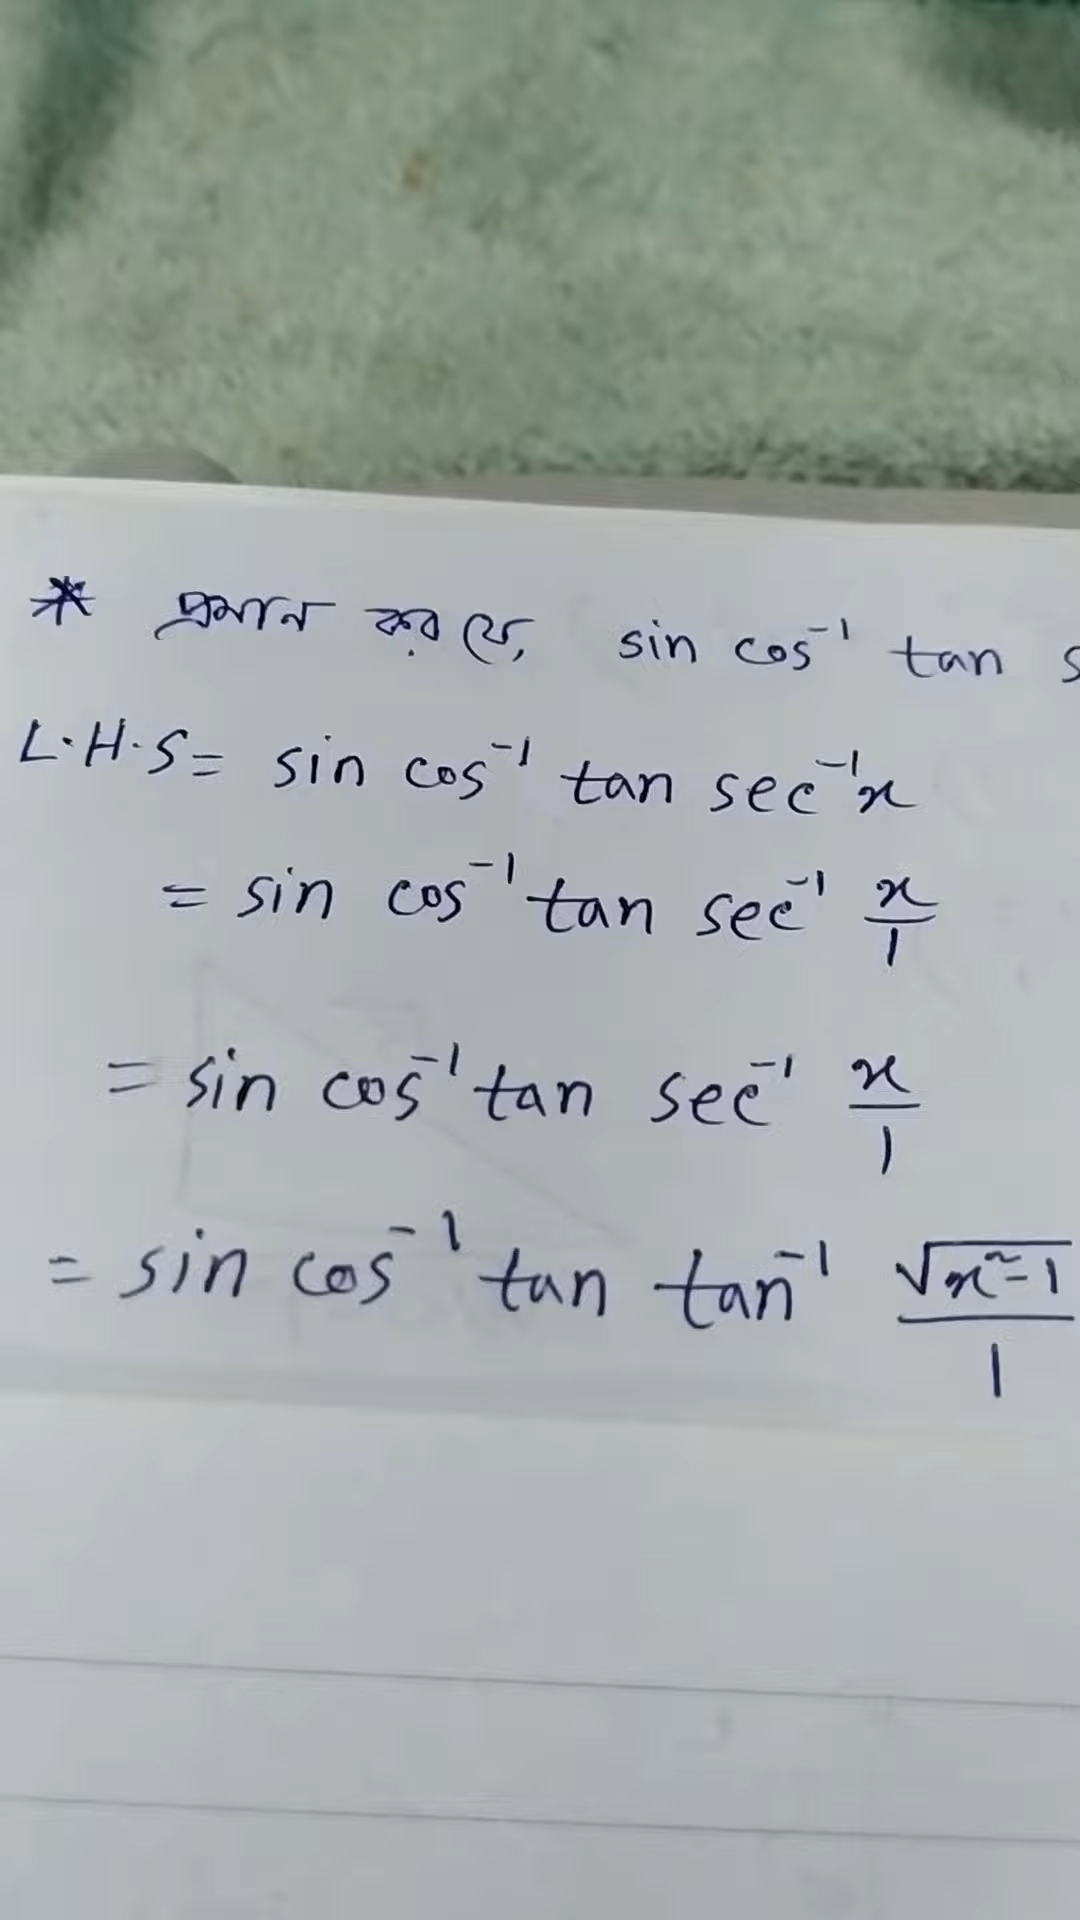 * প্রমান কর যে, sin cos⁻¹ tan s
L.H.S = sin cos⁻¹ tan sec⁻¹x
= sin cos⁻¹ tan sec⁻¹ x/1
= sin cos⁻¹ tan sec⁻¹ x/1
= sin cos⁻¹ tan tan⁻¹ √(x²-1)/1